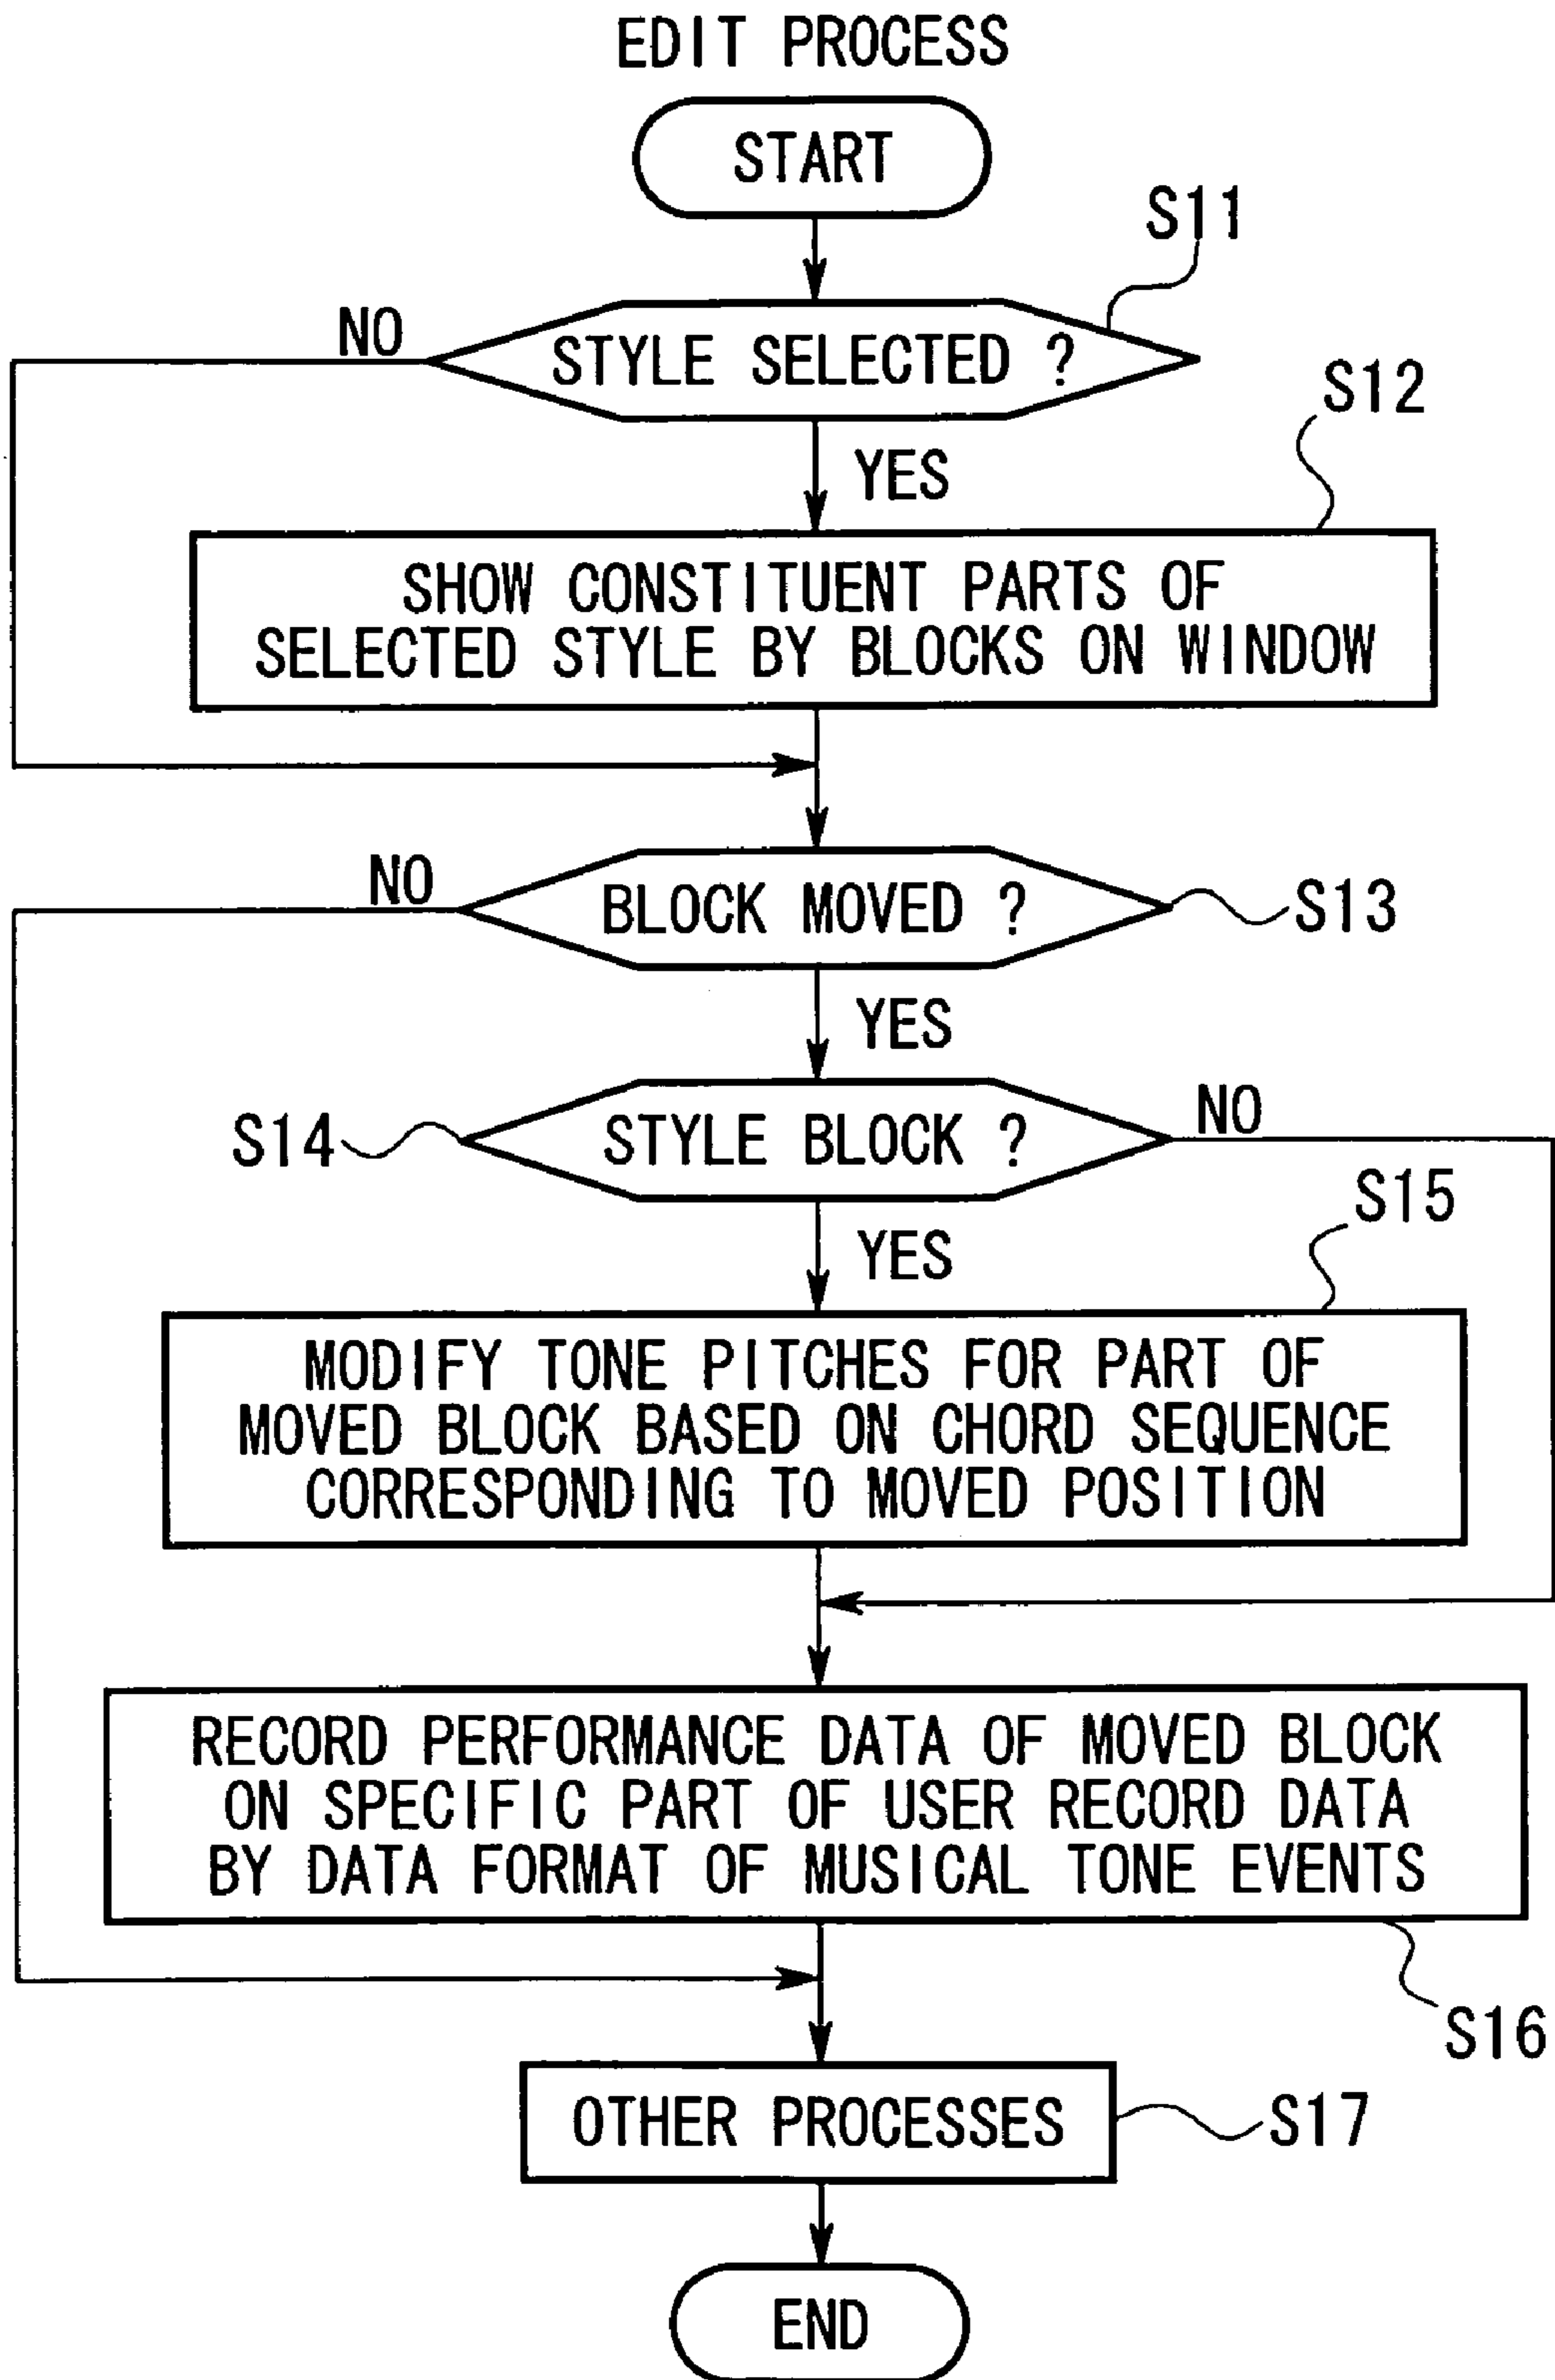 EDIT PROCESS
START
S11
NO
STYLE SELECTED ?
S12
YES
SHOW CONSTITUENT PARTS OF
SELECTED STYLE BY BLOCKS ON WINDOW
NO
BLOCK MOVED ?
S13
YES
S14
STYLE BLOCK ?
NO
S15
YES
MODIFY TONE PITCHES FOR PART OF
MOVED BLOCK BASED ON CHORD SEQUENCE
CORRESPONDING TO MOVED POSITION
RECORD PERFORMANCE DATA OF MOVED BLOCK
ON SPECIFIC PART OF USER RECORD DATA
BY DATA FORMAT OF MUSICAL TONE EVENTS
S16
OTHER PROCESSES
S17
END